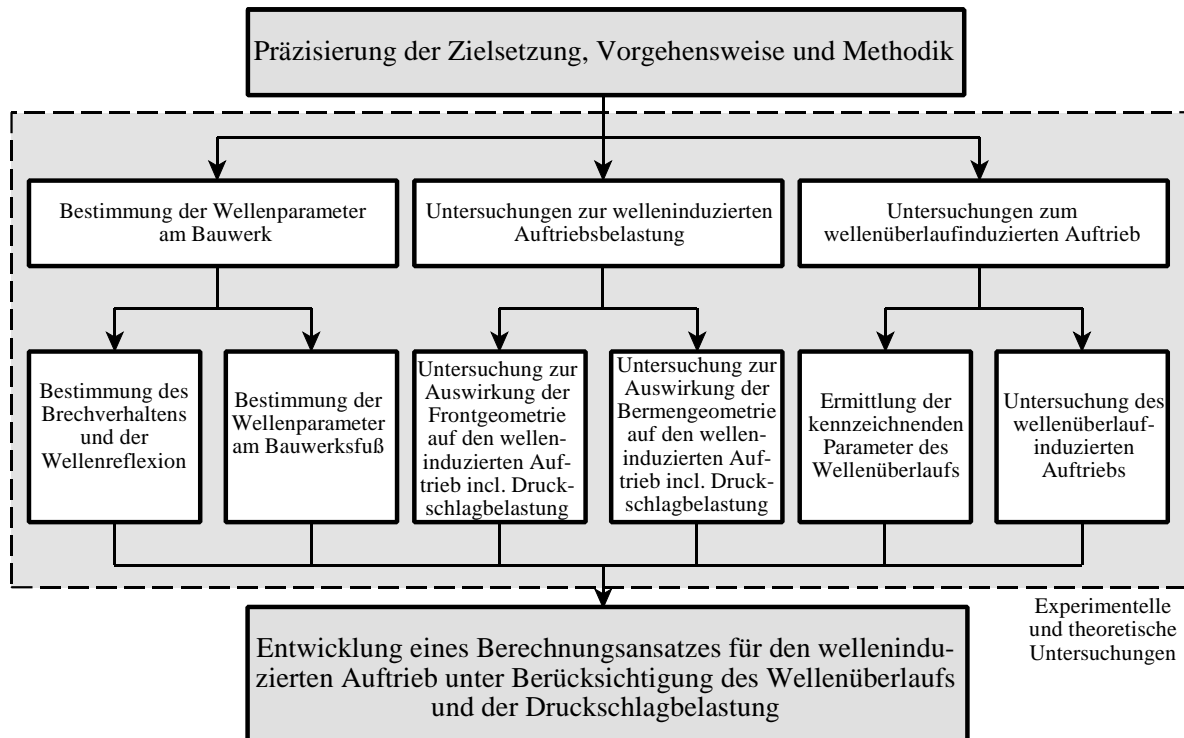 Präzisierung der Zielsetzung, Vorgehensweise und Methodik
Bestimmung der Wellenparameter
am Bauwerk
Untersuchungen zur welleninduzierten
Auftriebsbelastung
Untersuchungen zum
wellenüberlaufinduzierten Auftrieb
Bestimmung des
Brechverhaltens
und der
Wellenreflexion
Bestimmung der
Wellenparameter
am Bauwerksfuß
Untersuchung zur
Auswirkung der
Frontgeometrie
auf den wellen-
induzierten Auf-
trieb incl. Druck-
schlagbelastung
Untersuchung zur
Auswirkung der
Bermengeometrie
auf den wellen-
induzierten Auf-
trieb incl. Druck-
schlagbelastung
Ermittlung der
kennzeichnenden
Parameter des
Wellenüberlaufs
Untersuchung des
wellenüberlauf-
induzierten
Auftriebs
Experimentelle
und theoretische
Untersuchungen
Entwicklung eines Berechnungsansatzes für den wellenindu-
zierten Auftrieb unter Berücksichtigung des Wellenüberlaufs
und der Druckschlagbelastung